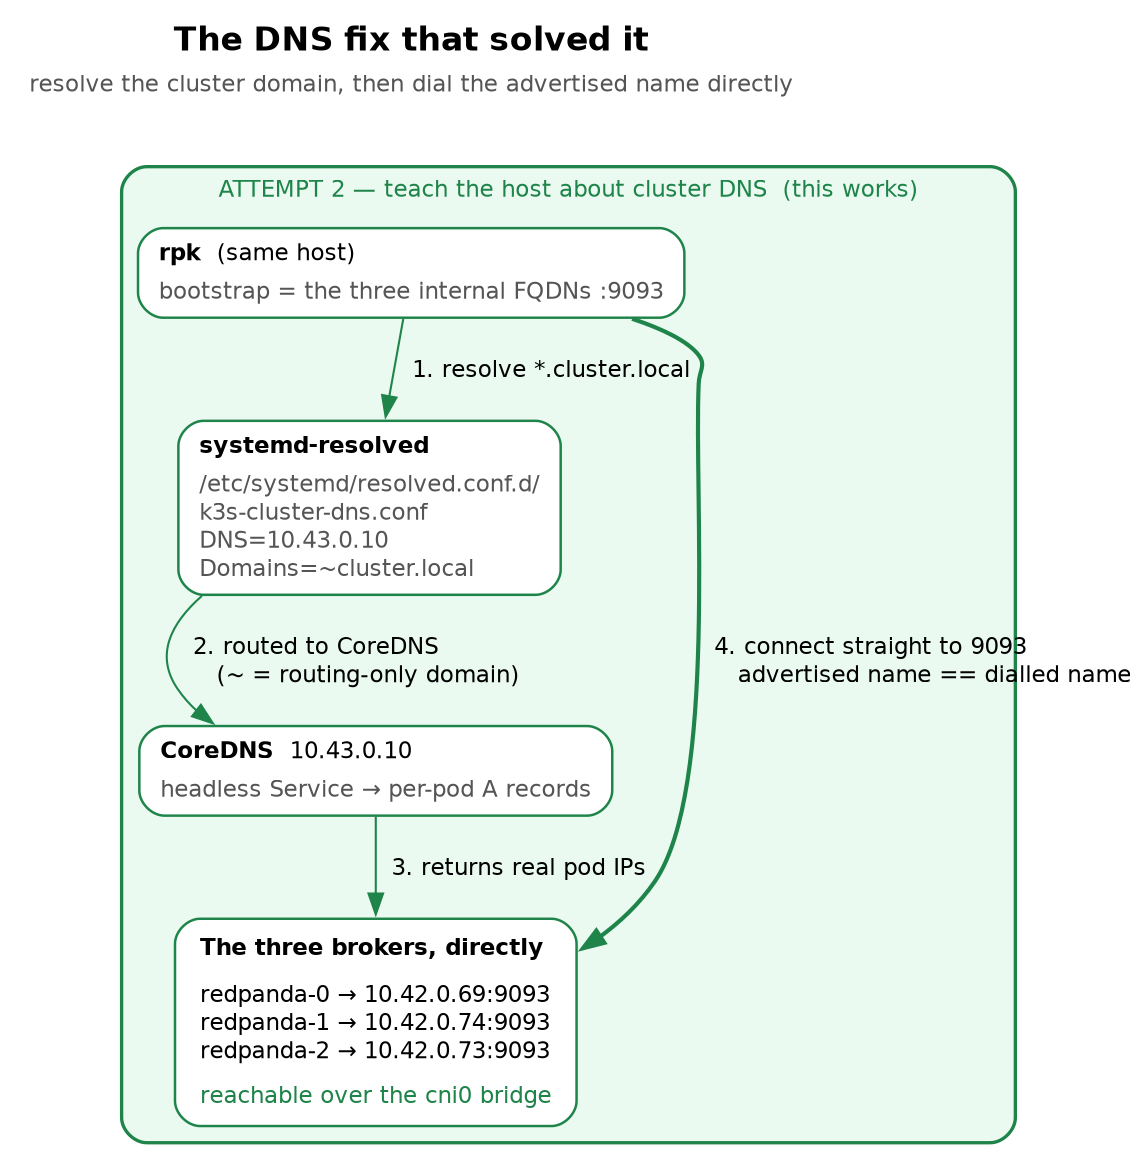 The DNS fix that solved it
resolve the cluster domain, then dial the advertised name directly
ATTEMPT 2 — teach the host about cluster DNS  (this works)
rpk  (same host)
bootstrap = the three internal FQDNs :9093
1. resolve *.cluster.local
systemd-resolved
/etc/systemd/resolved.conf.d/
k3s-cluster-dns.conf
DNS=10.43.0.10
Domains=~cluster.local
2. routed to CoreDNS
(~ = routing-only domain)
4. connect straight to 9093
advertised name == dialled name
CoreDNS  10.43.0.10
headless Service → per-pod A records
3. returns real pod IPs
The three brokers, directly
redpanda-0 → 10.42.0.69:9093
redpanda-1 → 10.42.0.74:9093
redpanda-2 → 10.42.0.73:9093
reachable over the cni0 bridge